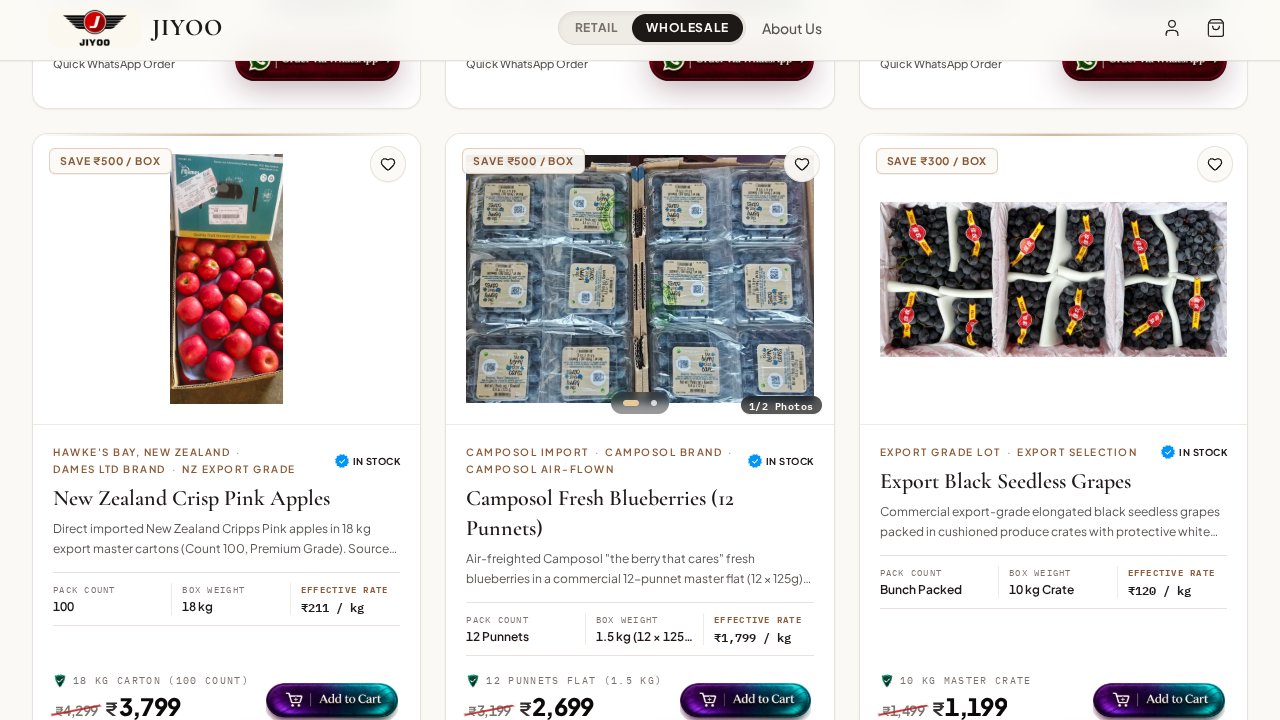 JIYOO
JIYOO
RETAIL
WHOLESALE
About Us
Quick WhatsApp Order
Order via WhatsApp
Quick WhatsApp Order
Order via WhatsApp
Quick WhatsApp Order
Order via WhatsApp
SAVE ₹500 / BOX
SAVE ₹500 / BOX
1/2 Photos
SAVE ₹300 / BOX
HAWKE'S BAY, NEW ZEALAND ·
DAMES LTD BRAND · NZ EXPORT GRADE
IN STOCK
New Zealand Crisp Pink Apples
Direct imported New Zealand Cripps Pink apples in 18 kg
export master cartons (Count 100, Premium Grade). Source…
PACK COUNT
100
BOX WEIGHT
18 kg
EFFECTIVE RATE
₹211 / kg
18 KG CARTON (100 COUNT)
₹4,299 ₹3,799
Add to Cart
CAMPOSOL IMPORT · CAMPOSOL BRAND ·
CAMPOSOL AIR-FLOWN
IN STOCK
Camposol Fresh Blueberries (12
Punnets)
Air-freighted Camposol "the berry that cares" fresh
blueberries in a commercial 12-punnet master flat (12 × 125g)…
PACK COUNT
12 Punnets
BOX WEIGHT
1.5 kg (12 × 125…
EFFECTIVE RATE
₹1,799 / kg
12 PUNNETS FLAT (1.5 KG)
₹3,199 ₹2,699
Add to Cart
EXPORT GRADE LOT · EXPORT SELECTION
IN STOCK
Export Black Seedless Grapes
Commercial export-grade elongated black seedless grapes
packed in cushioned produce crates with protective white…
PACK COUNT
Bunch Packed
BOX WEIGHT
10 kg Crate
EFFECTIVE RATE
₹120 / kg
10 KG MASTER CRATE
₹1,499 ₹1,199
Add to Cart